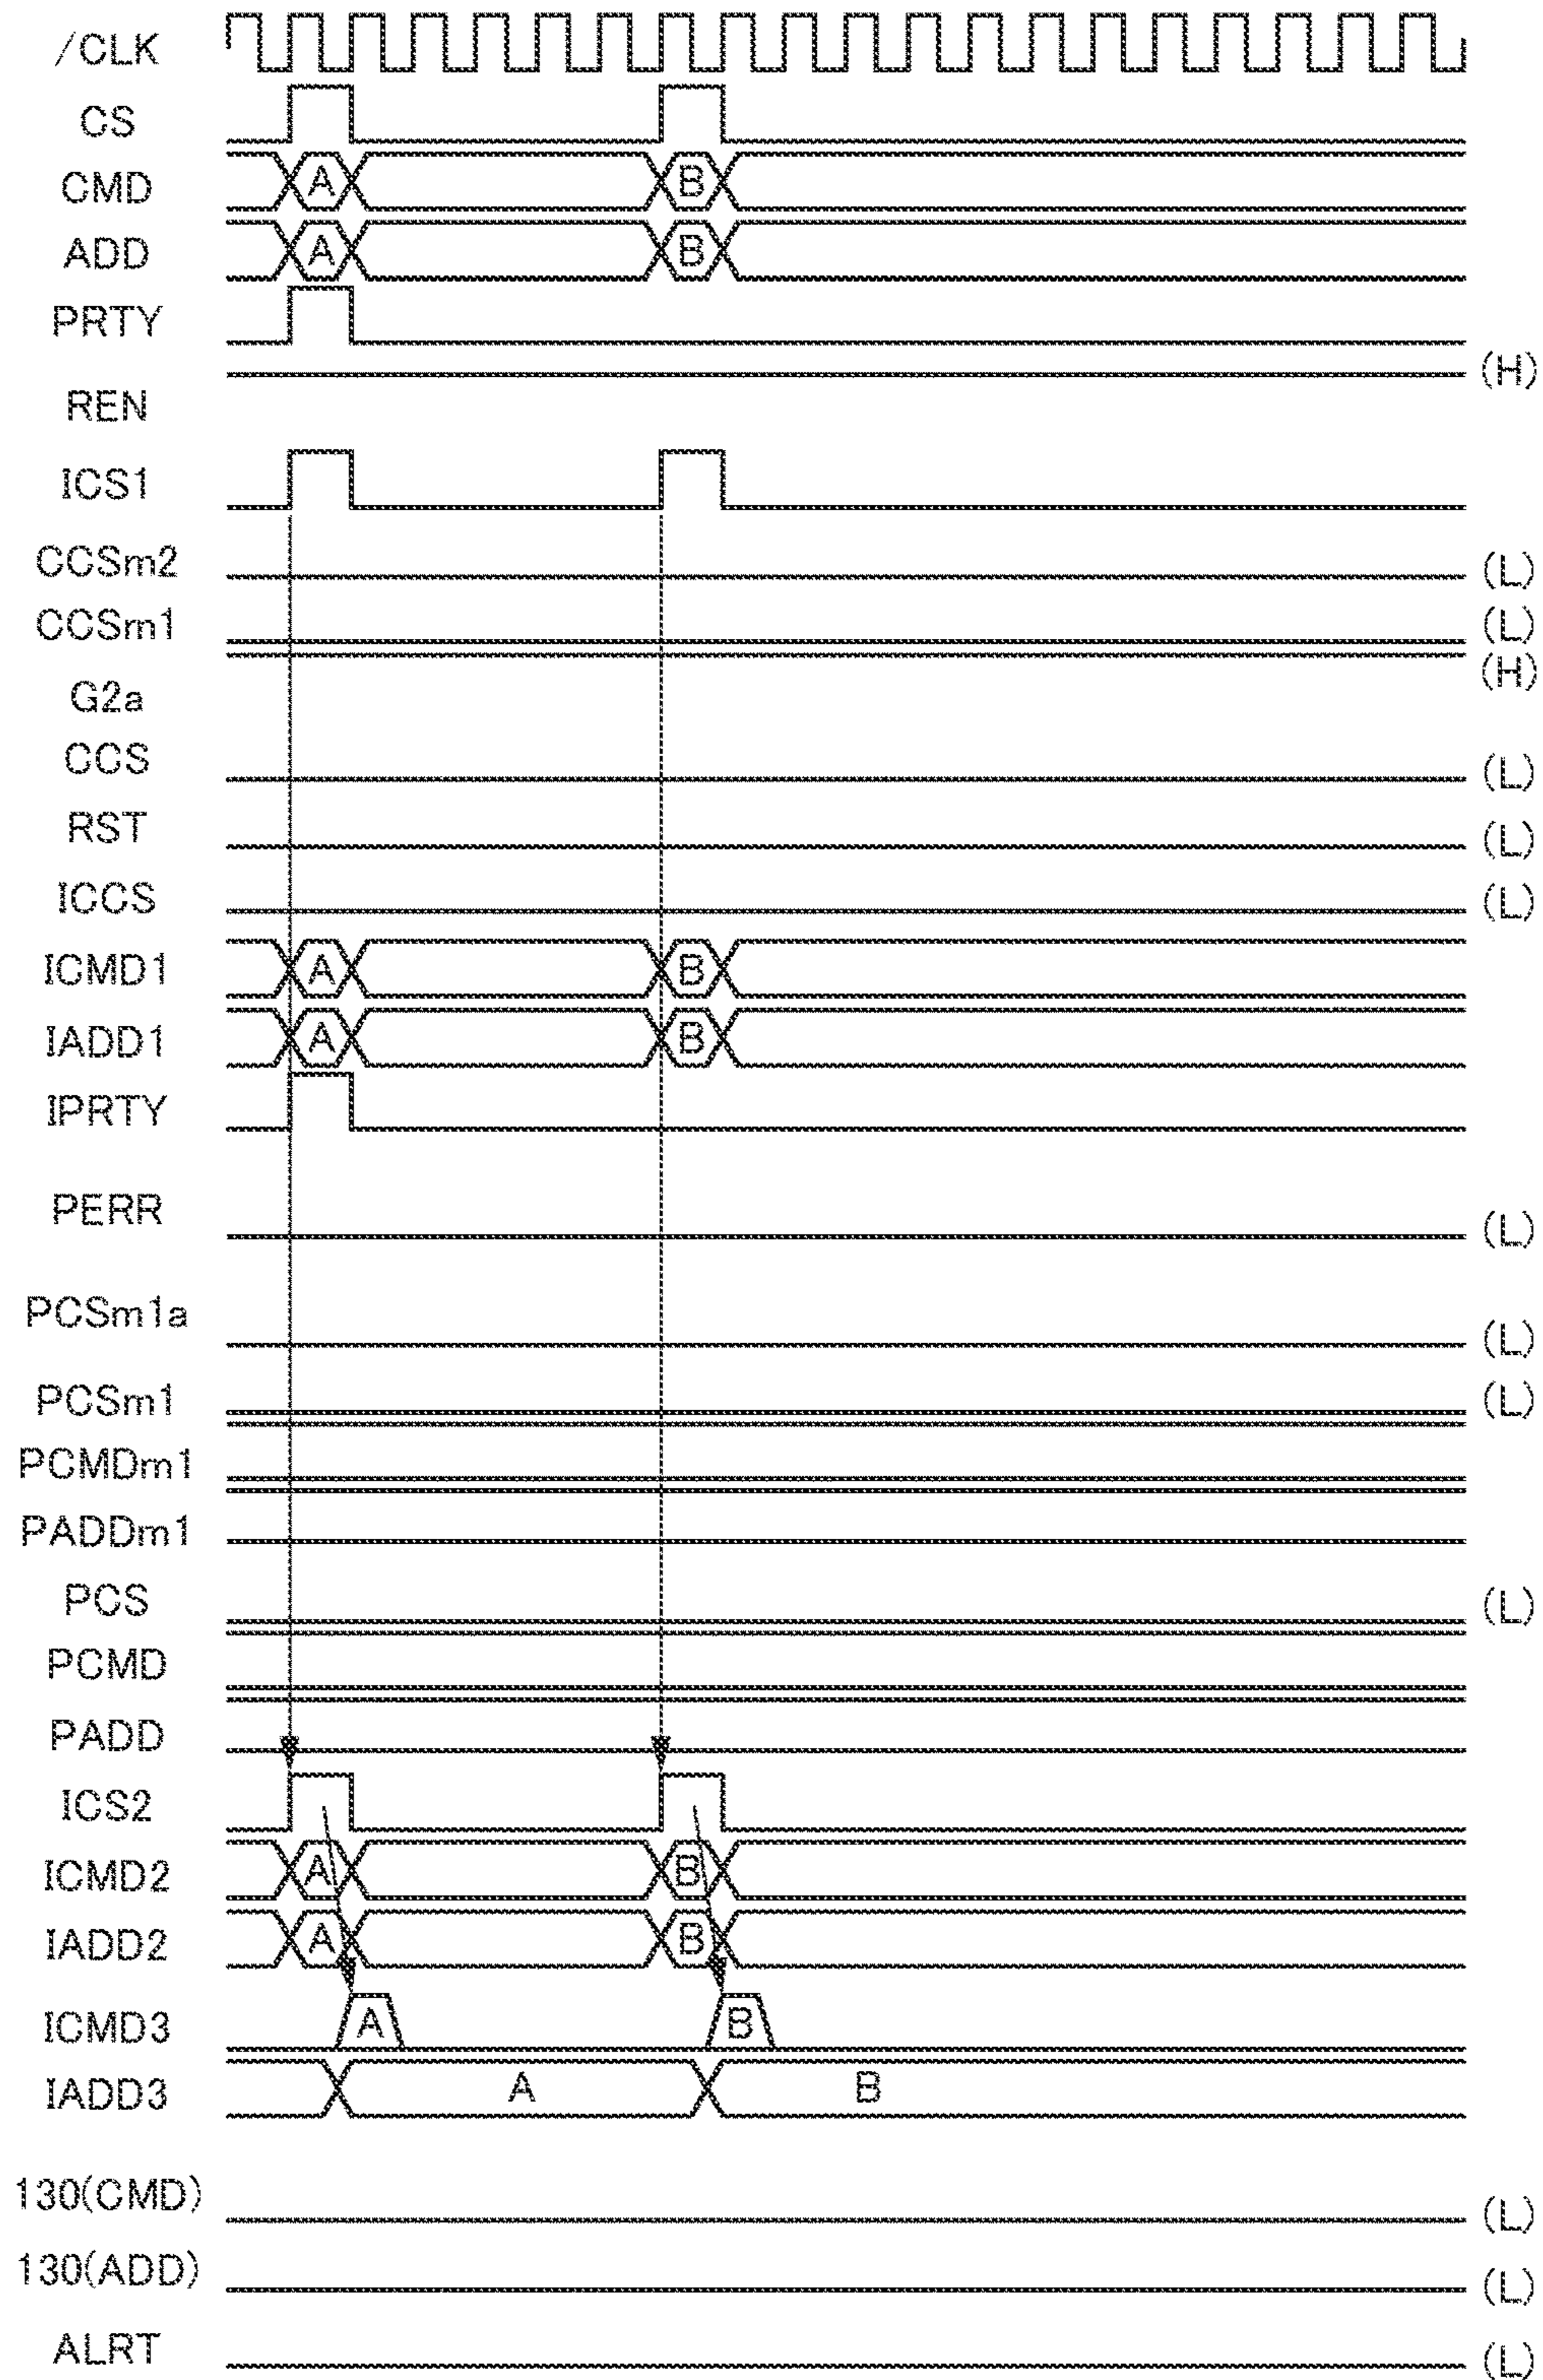 /CLK
CS
CMD A B
ADD A B
PRTY
REN (H)
ICS1
CCSm2 (L)
CCSm1 (L)
G2a (H)
CCS (L)
RST (L)
ICCS (L)
ICMD1 A B
IADD1 A B
IPRTY
PERR (L)
PCSm1a (L)
PCSm1 (L)
PCMDm1
PADDm1
PCS (L)
PCMD
PADD
ICS2
ICMD2 A B
IADD2 A B
ICMD3 A B
IADD3 A B
130(CMD) (L)
130(ADD) (L)
ALRT (L)